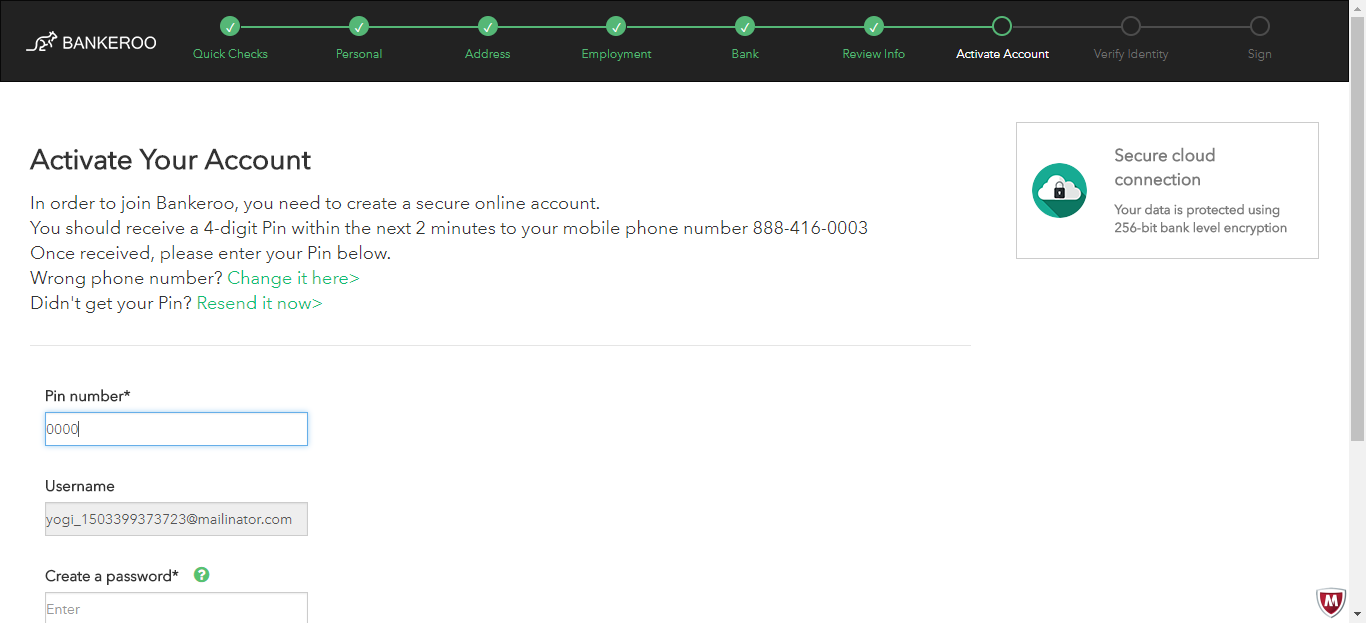 BANKEROO
Quick Checks
Personal
Address
Employment
Bank
Review Info
Activate Account
Verify Identity
Sign
Activate Your Account
In order to join Bankeroo, you need to create a secure online account.
You should receive a 4-digit Pin within the next 2 minutes to your mobile phone number 888-416-0003
Once received, please enter your Pin below.
Wrong phone number? Change it here>
Didn't get your Pin? Resend it now>
Secure cloud
connection
Your data is protected using
256-bit bank level encryption
Pin number*
0000
Username
yogi_1503399373723@mailinator.com
Create a password* ?
Enter
M